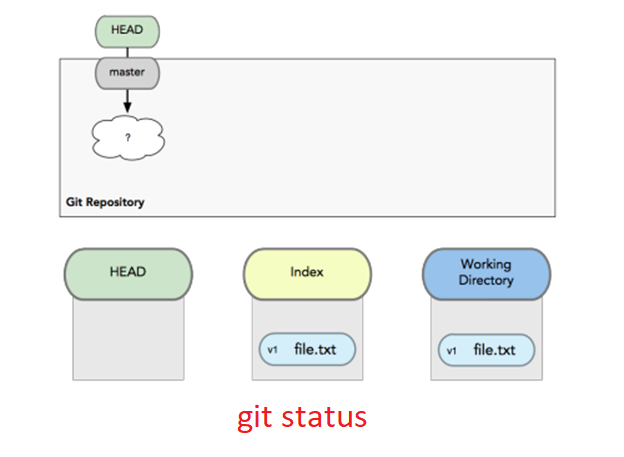 HEAD
master
?
Git Repository
HEAD
Index
Working
Directory
v1 file.txt
v1 file.txt
git status